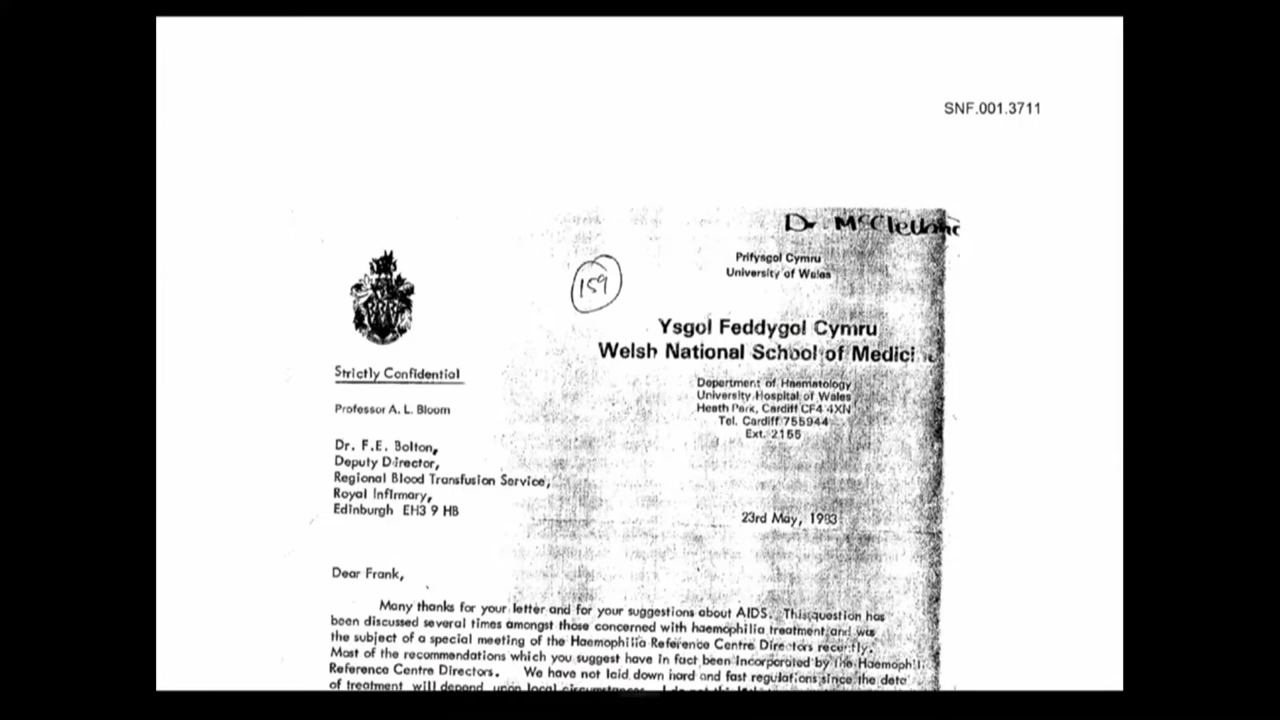 SNF.001.3711
Dr. McClelland
159
Prifysgol Cymru
University of Wales
Ysgol Feddygol Cymru
Welsh National School of Medici
Strictly Confidential
Department of Haematology
University Hospital of Wales
Heath Park, Cardiff CF4 4XN
Tel. Cardiff 755944
Ext. 2155
Professor A. L. Bloom
Dr. F.E. Bolton,
Deputy Director,
Regional Blood Transfusion Service,
Royal Infirmary,
Edinburgh EH3 9 HB
23rd May, 1983
Dear Frank,
Many thanks for your letter and for your suggestions about AIDS. This question has
been discussed several times amongst those concerned with haemophilia treatment and was
the subject of a special meeting of the Haemophilia Reference Centre Directors recently.
Most of the recommendations which you suggest have in fact been incorporated by the Haemophil
Reference Centre Directors. We have not laid down hard and fast regulations since the deta
of treatment will depend upon local circumstances. I do not